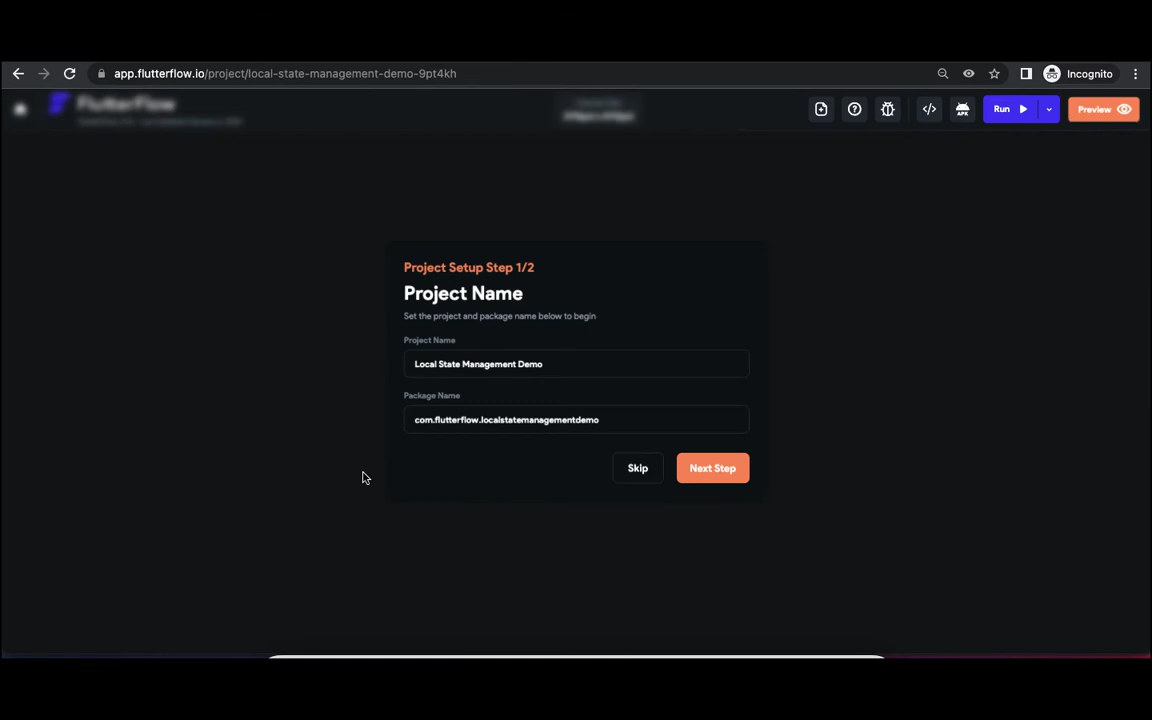 app.flutterflow.io/project/local-state-management-demo-9pt4kh
Incognito
FlutterFlow
APK
Run
Preview
Project Setup Step 1/2
Project Name
Set the project and package name below to begin
Project Name
Local State Management Demo
Package Name
com.flutterflow.localstatemanagementdemo
Skip
Next Step